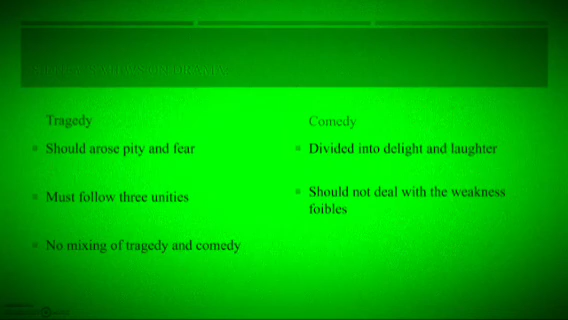 Tragedy
Should arose pity and fear
Must follow three unities
No mixing of tragedy and comedy
Comedy
Divided into delight and laughter
Should not deal with the weakness
foibles